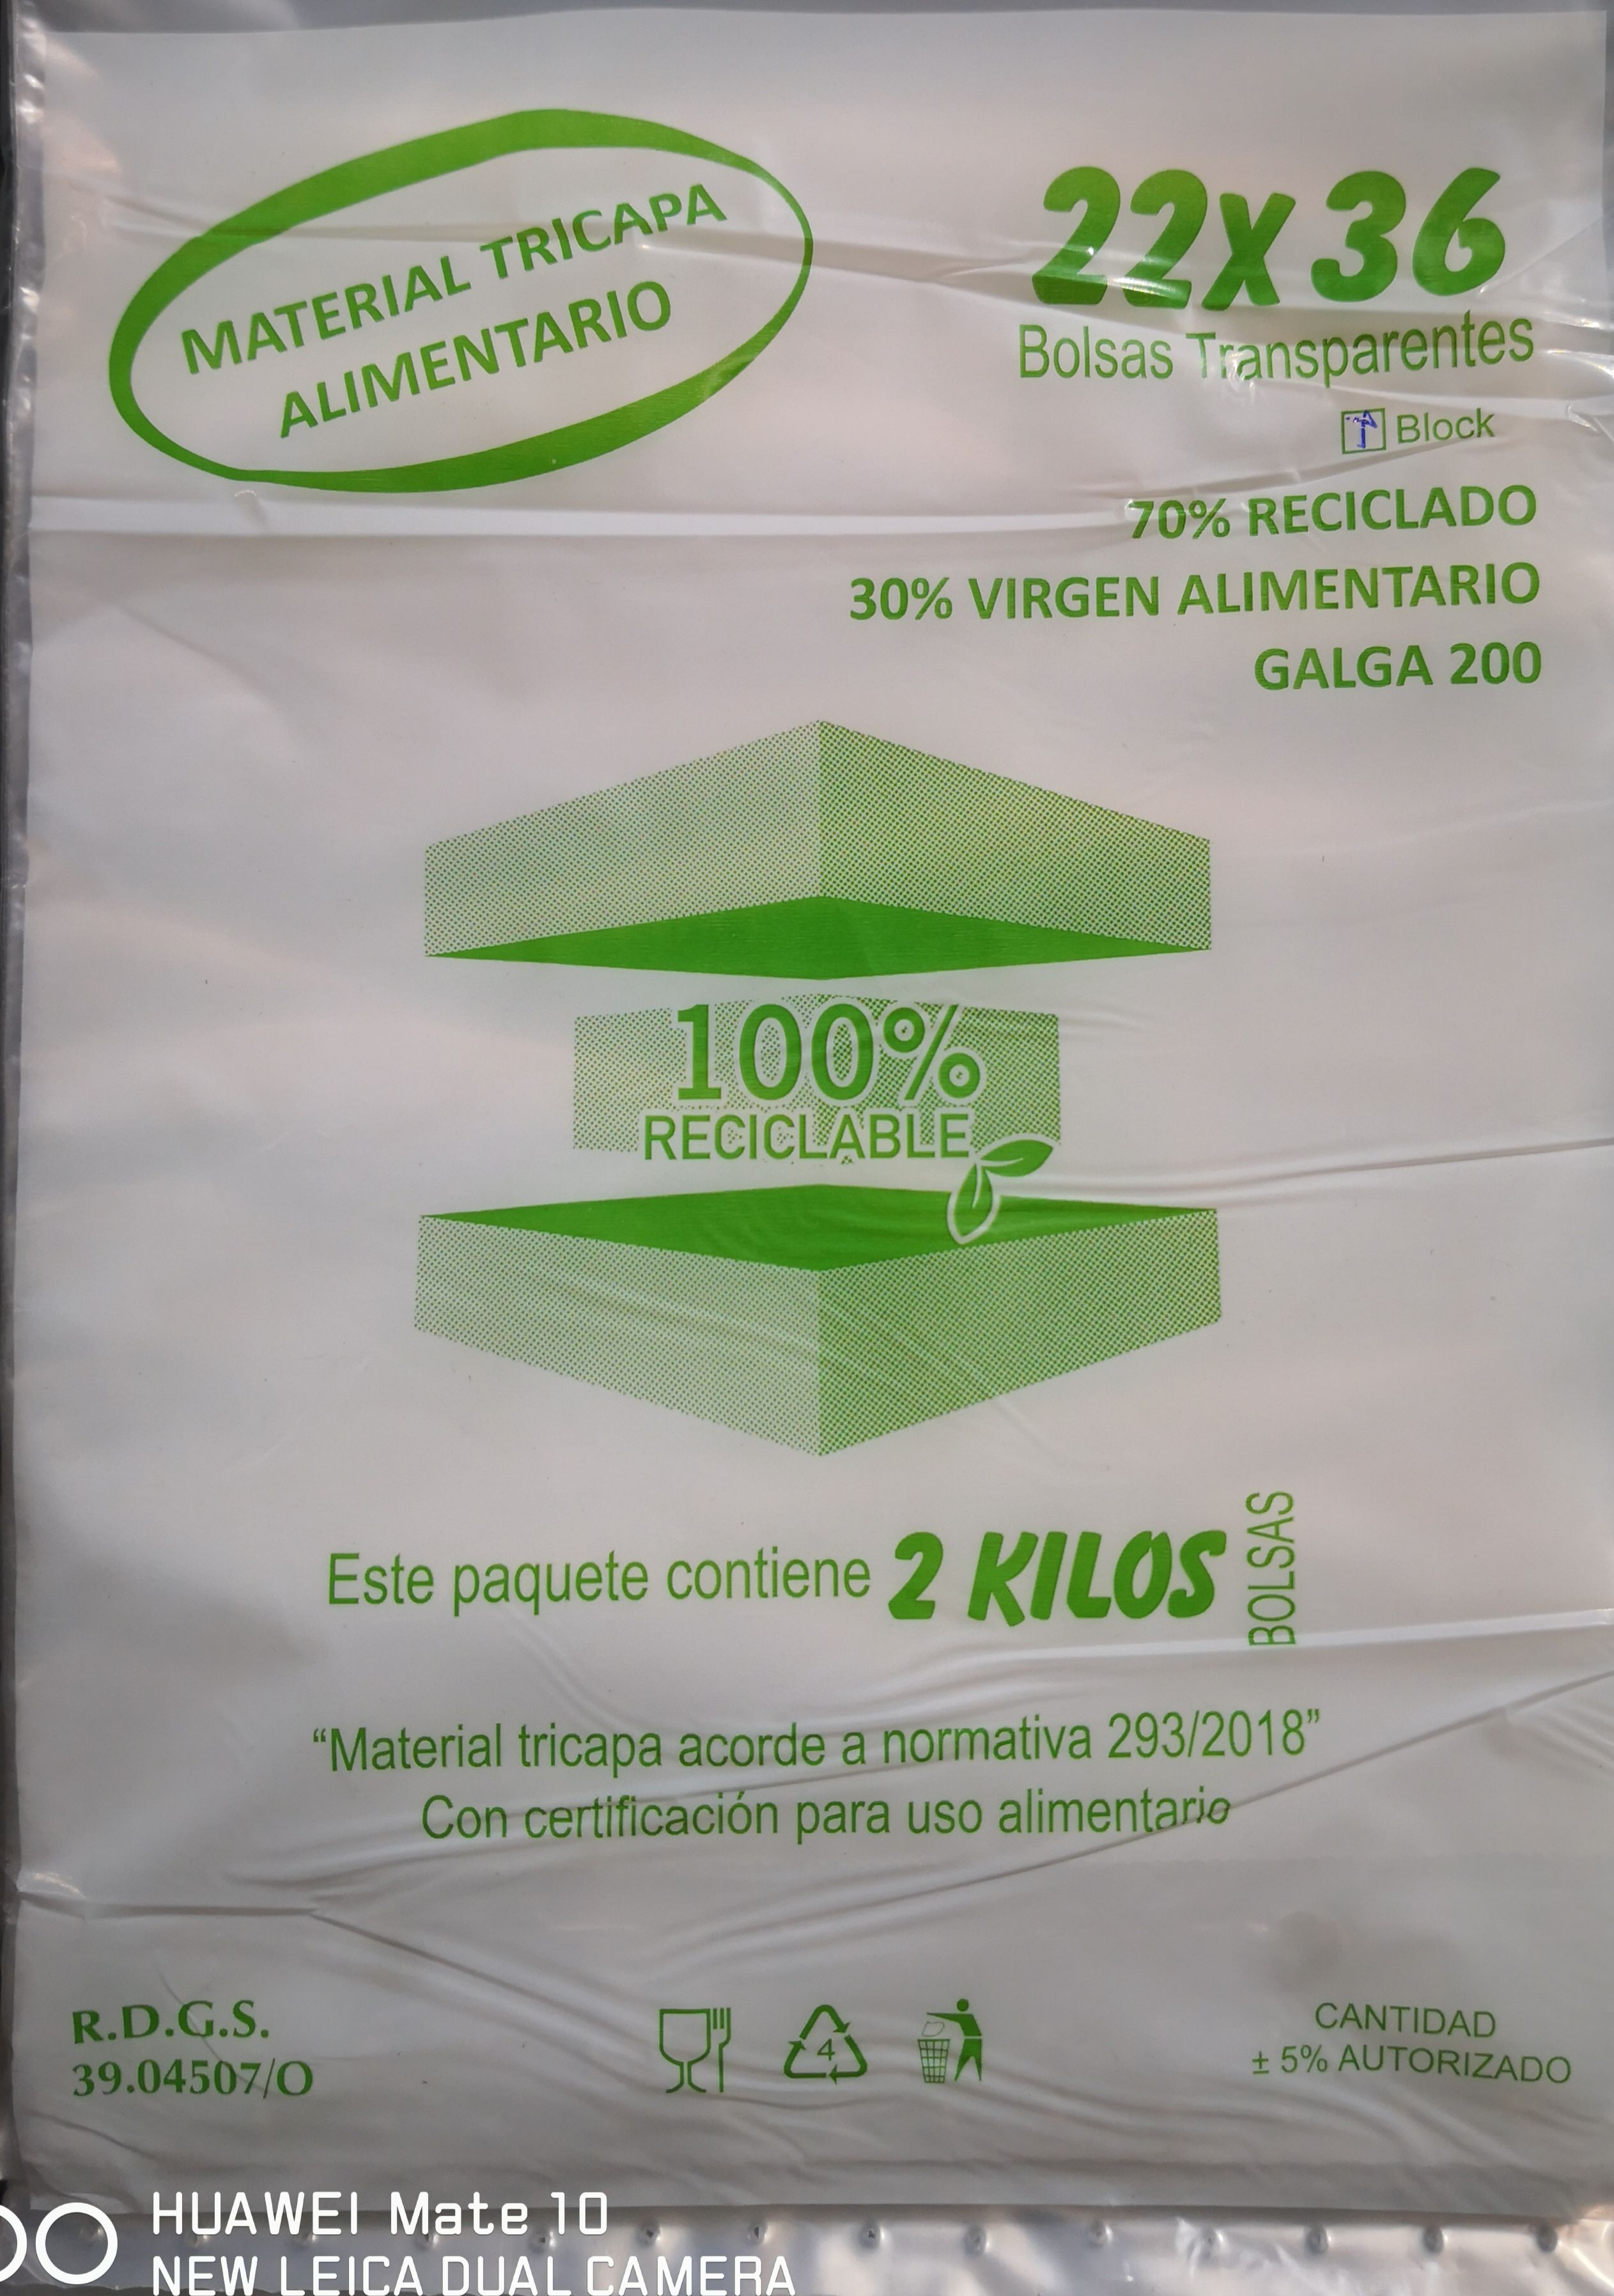 MATERIAL TRICAPA
ALIMENTARIO
22X36
Bolsas Transparentes
Block
70% RECICLADO
30% VIRGEN ALIMENTARIO
GALGA 200
100%
RECICLABLE
Este paquete contiene 2 KILOS BOLSAS
“Material tricapa acorde a normativa 293/2018”
Con certificación para uso alimentario
R.D.G.S.
39.04507/O
4
CANTIDAD
± 5% AUTORIZADO
HUAWEI Mate 10
NEW LEICA DUAL CAMERA